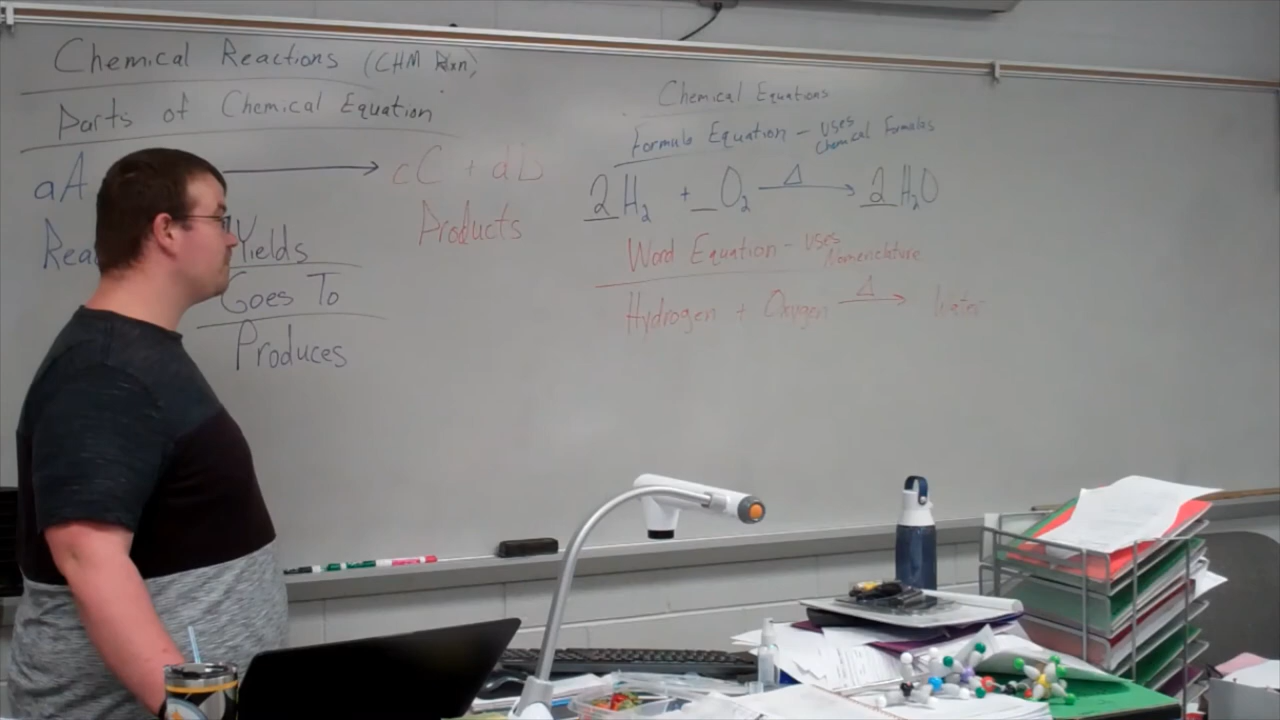 Chemical Reactions (CHM Rxn)
Parts of Chemical Equation
aA → cC + dD
Products
Yields
Goes To
Produces
Chemical Equations
Formula Equation - uses
Chemical Formulas
2 H₂ + _ O₂ —Δ→ 2 H₂O
Word Equation - uses
Nomenclature
Hydrogen + Oxygen —Δ→ Water